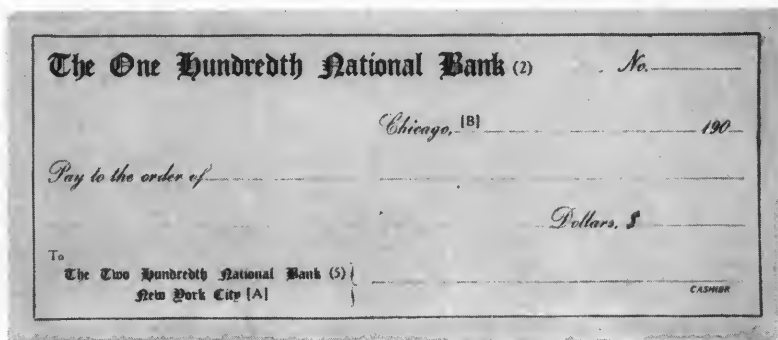 The One Hundredth National Bank (2) No.
Chicago, [B] 190
Pay to the order of
Dollars, $
To
The Two Hundredth National Bank (5)
New York City [A]
CASHIER